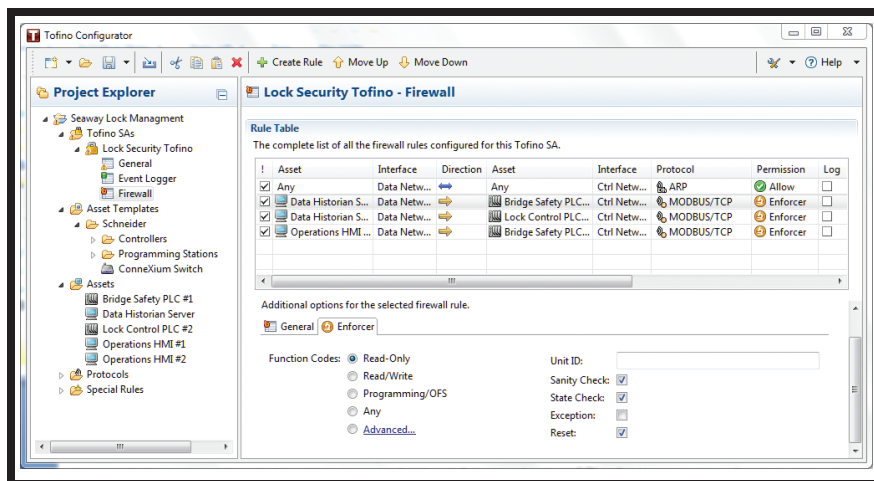 Tofino Configurator
Create Rule Move Up Move Down Help
Project Explorer
Seaway Lock Managment
Tofino SAs
Lock Security Tofino
General
Event Logger
Firewall
Asset Templates
Schneider
Controllers
Programming Stations
ConneXium Switch
Assets
Bridge Safety PLC #1
Data Historian Server
Lock Control PLC #2
Operations HMI #1
Operations HMI #2
Protocols
Special Rules
Lock Security Tofino - Firewall
Rule Table
The complete list of all the firewall rules configured for this Tofino SA.
! Asset Interface Direction Asset Interface Protocol Permission Log
Any Data Netw... Any Ctrl Netw... ARP Allow
Data Historian S... Data Netw... Bridge Safety PLC... Ctrl Netw... MODBUS/TCP Enforcer
Data Historian S... Data Netw... Lock Control PLC... Ctrl Netw... MODBUS/TCP Enforcer
Operations HMI ... Data Netw... Bridge Safety PLC... Ctrl Netw... MODBUS/TCP Enforcer
Additional options for the selected firewall rule.
General Enforcer
Function Codes: Read-Only Unit ID:
Read/Write Sanity Check:
Programming/OFS State Check:
Any Exception:
Advanced... Reset: